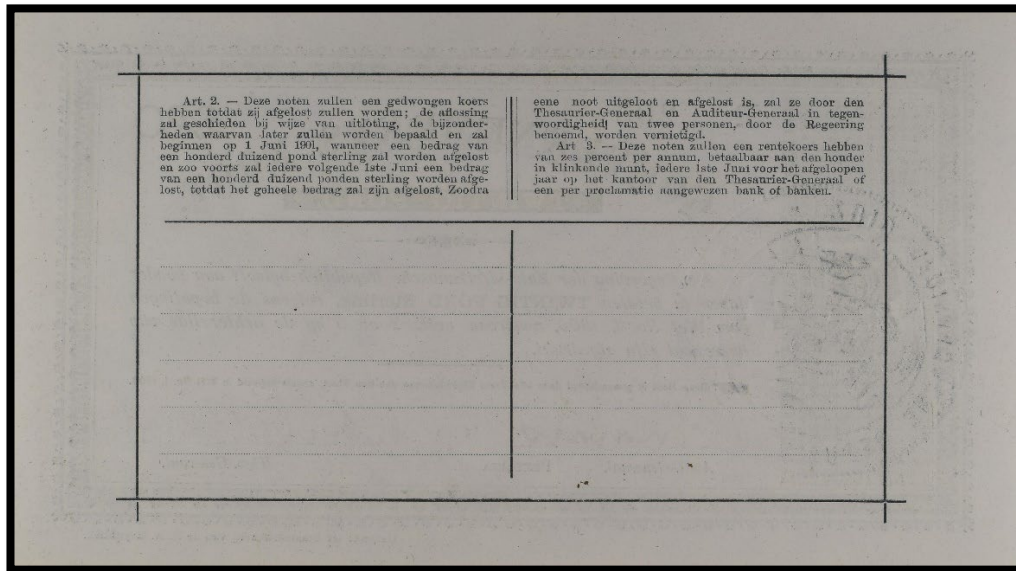 Art. 2. — Deze noten zullen een gedwongen koers
hebben totdat zij afgelost zullen worden; de aflossing
zal geschieden bij wijze van uitloting, de bijzonder-
heden waarvan later zullen worden bepaald en zal
beginnen op 1 Juni 1901, wanneer een bedrag van
een honderd duizend pond sterling zal worden afgelost
en zoo voorts zal iedere volgende 1ste Juni een bedrag
van een honderd duizend ponden sterling worden afge-
lost, totdat het geheele bedrag zal zijn afgelost, Zoodra
eene noot uitgeloot en afgelost is, zal ze door den
Thesaurier-Generaal en Auditeur-Generaal in tegen-
woordigheid van twee personen, door de Regeering
benoemd, worden vernietigd.
Art 3. — Deze noten zullen een rentekoers hebben
van zes percent per annum, betaalbaar aan den houder
in klinkende munt, iedere 1ste Juni voor het afgeloopen
jaar op het kantoor van den Thesaurier-Generaal of
een per proclamatie aangewezen bank of banken.